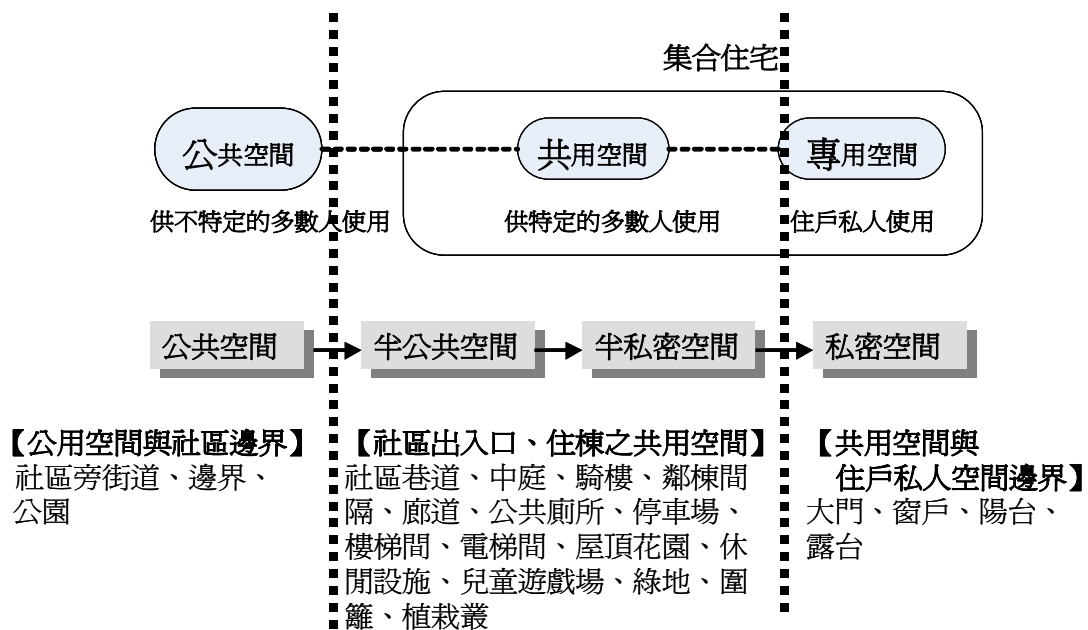 集合住宅
公共空間
共用空間
專用空間
供不特定的多數人使用
供特定的多數人使用
住戶私人使用
公共空間
半公共空間
半私密空間
私密空間
【公用空間與社區邊界】
社區旁街道、邊界、
公園
【社區出入口、住棟之共用空間】
社區巷道、中庭、騎樓、鄰棟間
隔、廊道、公共廁所、停車場、
樓梯間、電梯間、屋頂花園、休
閒設施、兒童遊戲場、綠地、圍
籬、植栽叢
【共用空間與
住戶私人空間邊界】
大門、窗戶、陽台、
露台